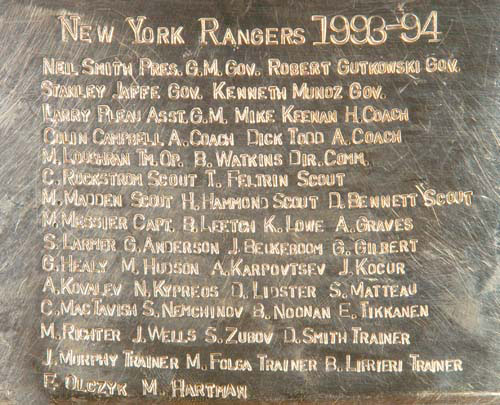 NEW YORK RANGERS 1993-94
NEIL SMITH PRES. G.M. GOV. ROBERT GUTKOWSKI GOV.
STANLEY JAFFE GOV. KENNETH MUNOZ GOV.
LARRY PLEAU ASST. G.M. MIKE KEENAN H. COACH
COLIN CAMPBELL A. COACH DICK TODD A. COACH
M. LOUGHRAN TM. OP. B. WATKINS DIR. COMM.
C. ROCKSTROM SCOUT T. FELTRIN SCOUT
M. MADDEN SCOUT H. HAMMOND SCOUT D. BENNETT SCOUT
M. MESSIER CAPT. B. LEETCH K. LOWE A. GRAVES
S. LARMER G. ANDERSON J. BEUKEBOOM G. GILBERT
G. HEALY M. HUDSON A. KARPOVTSEV J. KOCUR
A. KOVALEV N. KYPREOS D. LIDSTER S. MATTEAU
C. MACTAVISH S. NEMCHINOV B. NOONAN E. TIKKANEN
M. RICHTER J. WELLS S. ZUBOV D. SMITH TRAINER
J. MURPHY TRAINER M. FOLGA TRAINER B. LIFRIERI TRAINER
E. OLCZYK M. HARTMAN